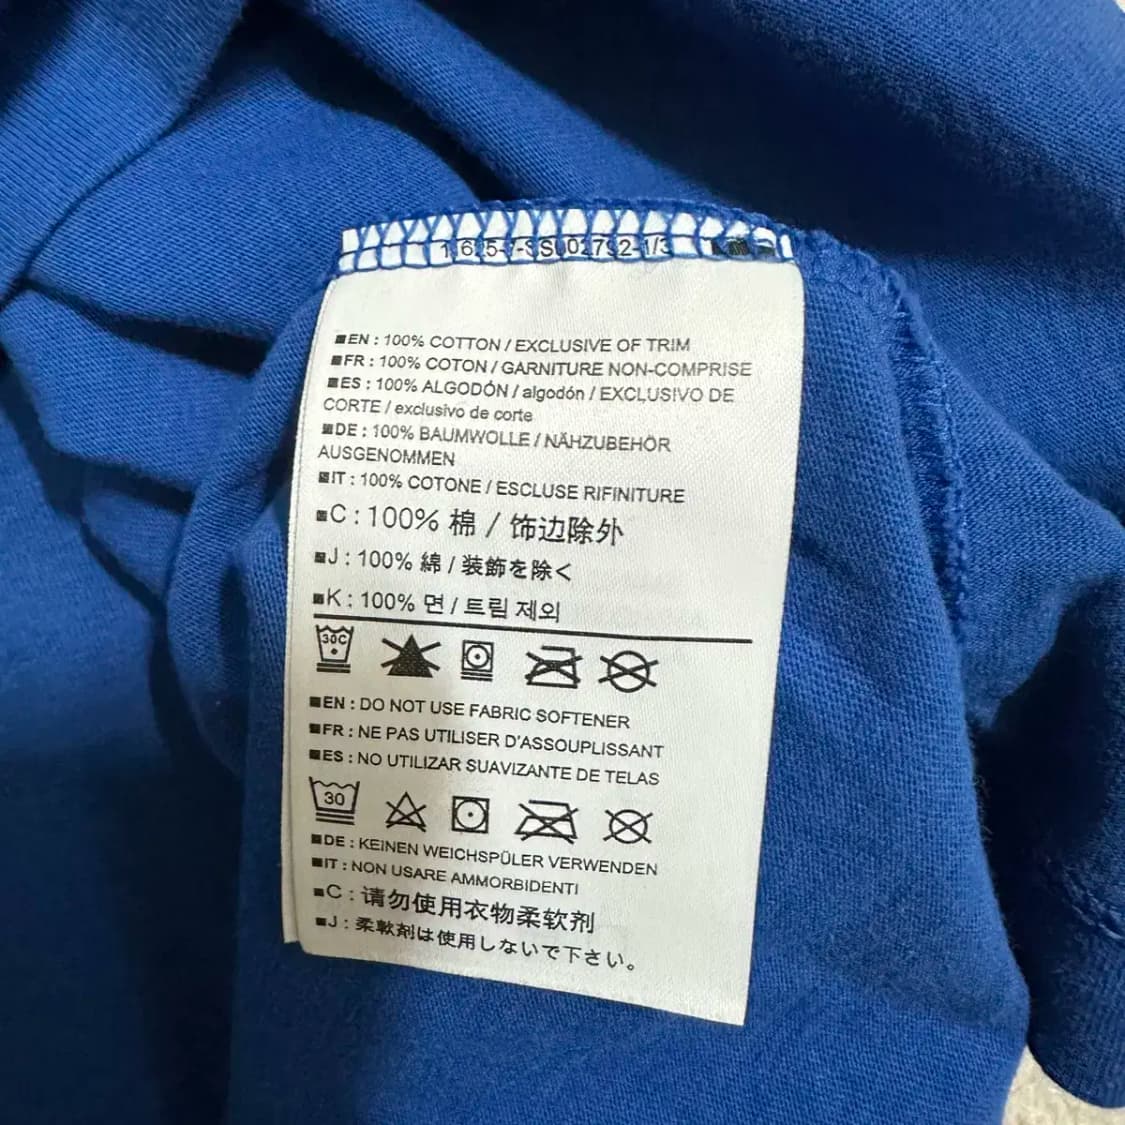 ■EN : 100% COTTON / EXCLUSIVE OF TRIM
■FR : 100% COTON / GARNITURE NON-COMPRISE
■ES : 100% ALGODÓN / algodón / EXCLUSIVO DE
CORTE / exclusivo de corte
■DE : 100% BAUMWOLLE / NÄHZUBEHÖR
AUSGENOMMEN
■IT : 100% COTONE / ESCLUSE RIFINITURE
■C : 100% 棉 / 饰边除外
■J : 100% 綿 / 装飾を除く
■K : 100% 면 / 트림 제외
30C
■EN : DO NOT USE FABRIC SOFTENER
■FR : NE PAS UTILISER D'ASSOUPLISSANT
■ES : NO UTILIZAR SUAVIZANTE DE TELAS
30
■DE : KEINEN WEICHSPÜLER VERWENDEN
■IT : NON USARE AMMORBIDENTI
■C : 请勿使用衣物柔软剂
■J : 柔軟剤は使用しないで下さい。